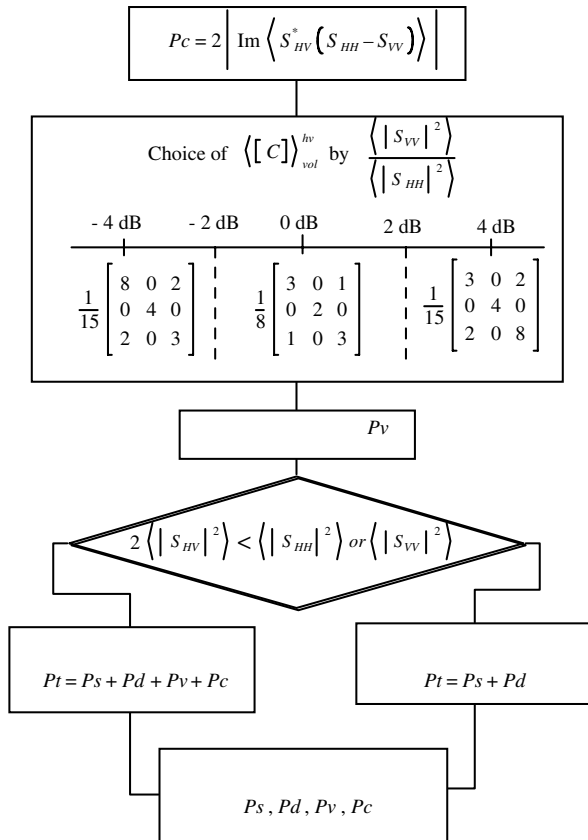 Pc = 2 | Im ⟨ S*HV ( SHH – SVV ) ⟩ |
Choice of ⟨[ C ]⟩ hv vol by ⟨| SVV | 2⟩ / ⟨| SHH | 2⟩
- 4 dB - 2 dB 0 dB 2 dB 4 dB
1/15 [ 8 0 2 0 4 0 2 0 3 ]
1/8 [ 3 0 1 0 2 0 1 0 3 ]
1/15 [ 3 0 2 0 4 0 2 0 8 ]
Pv
2 ⟨| SHV | 2⟩ < ⟨| SHH | 2⟩ or ⟨| SVV | 2⟩
Pt = Ps + Pd + Pv + Pc
Pt = Ps + Pd
Ps , Pd , Pv , Pc